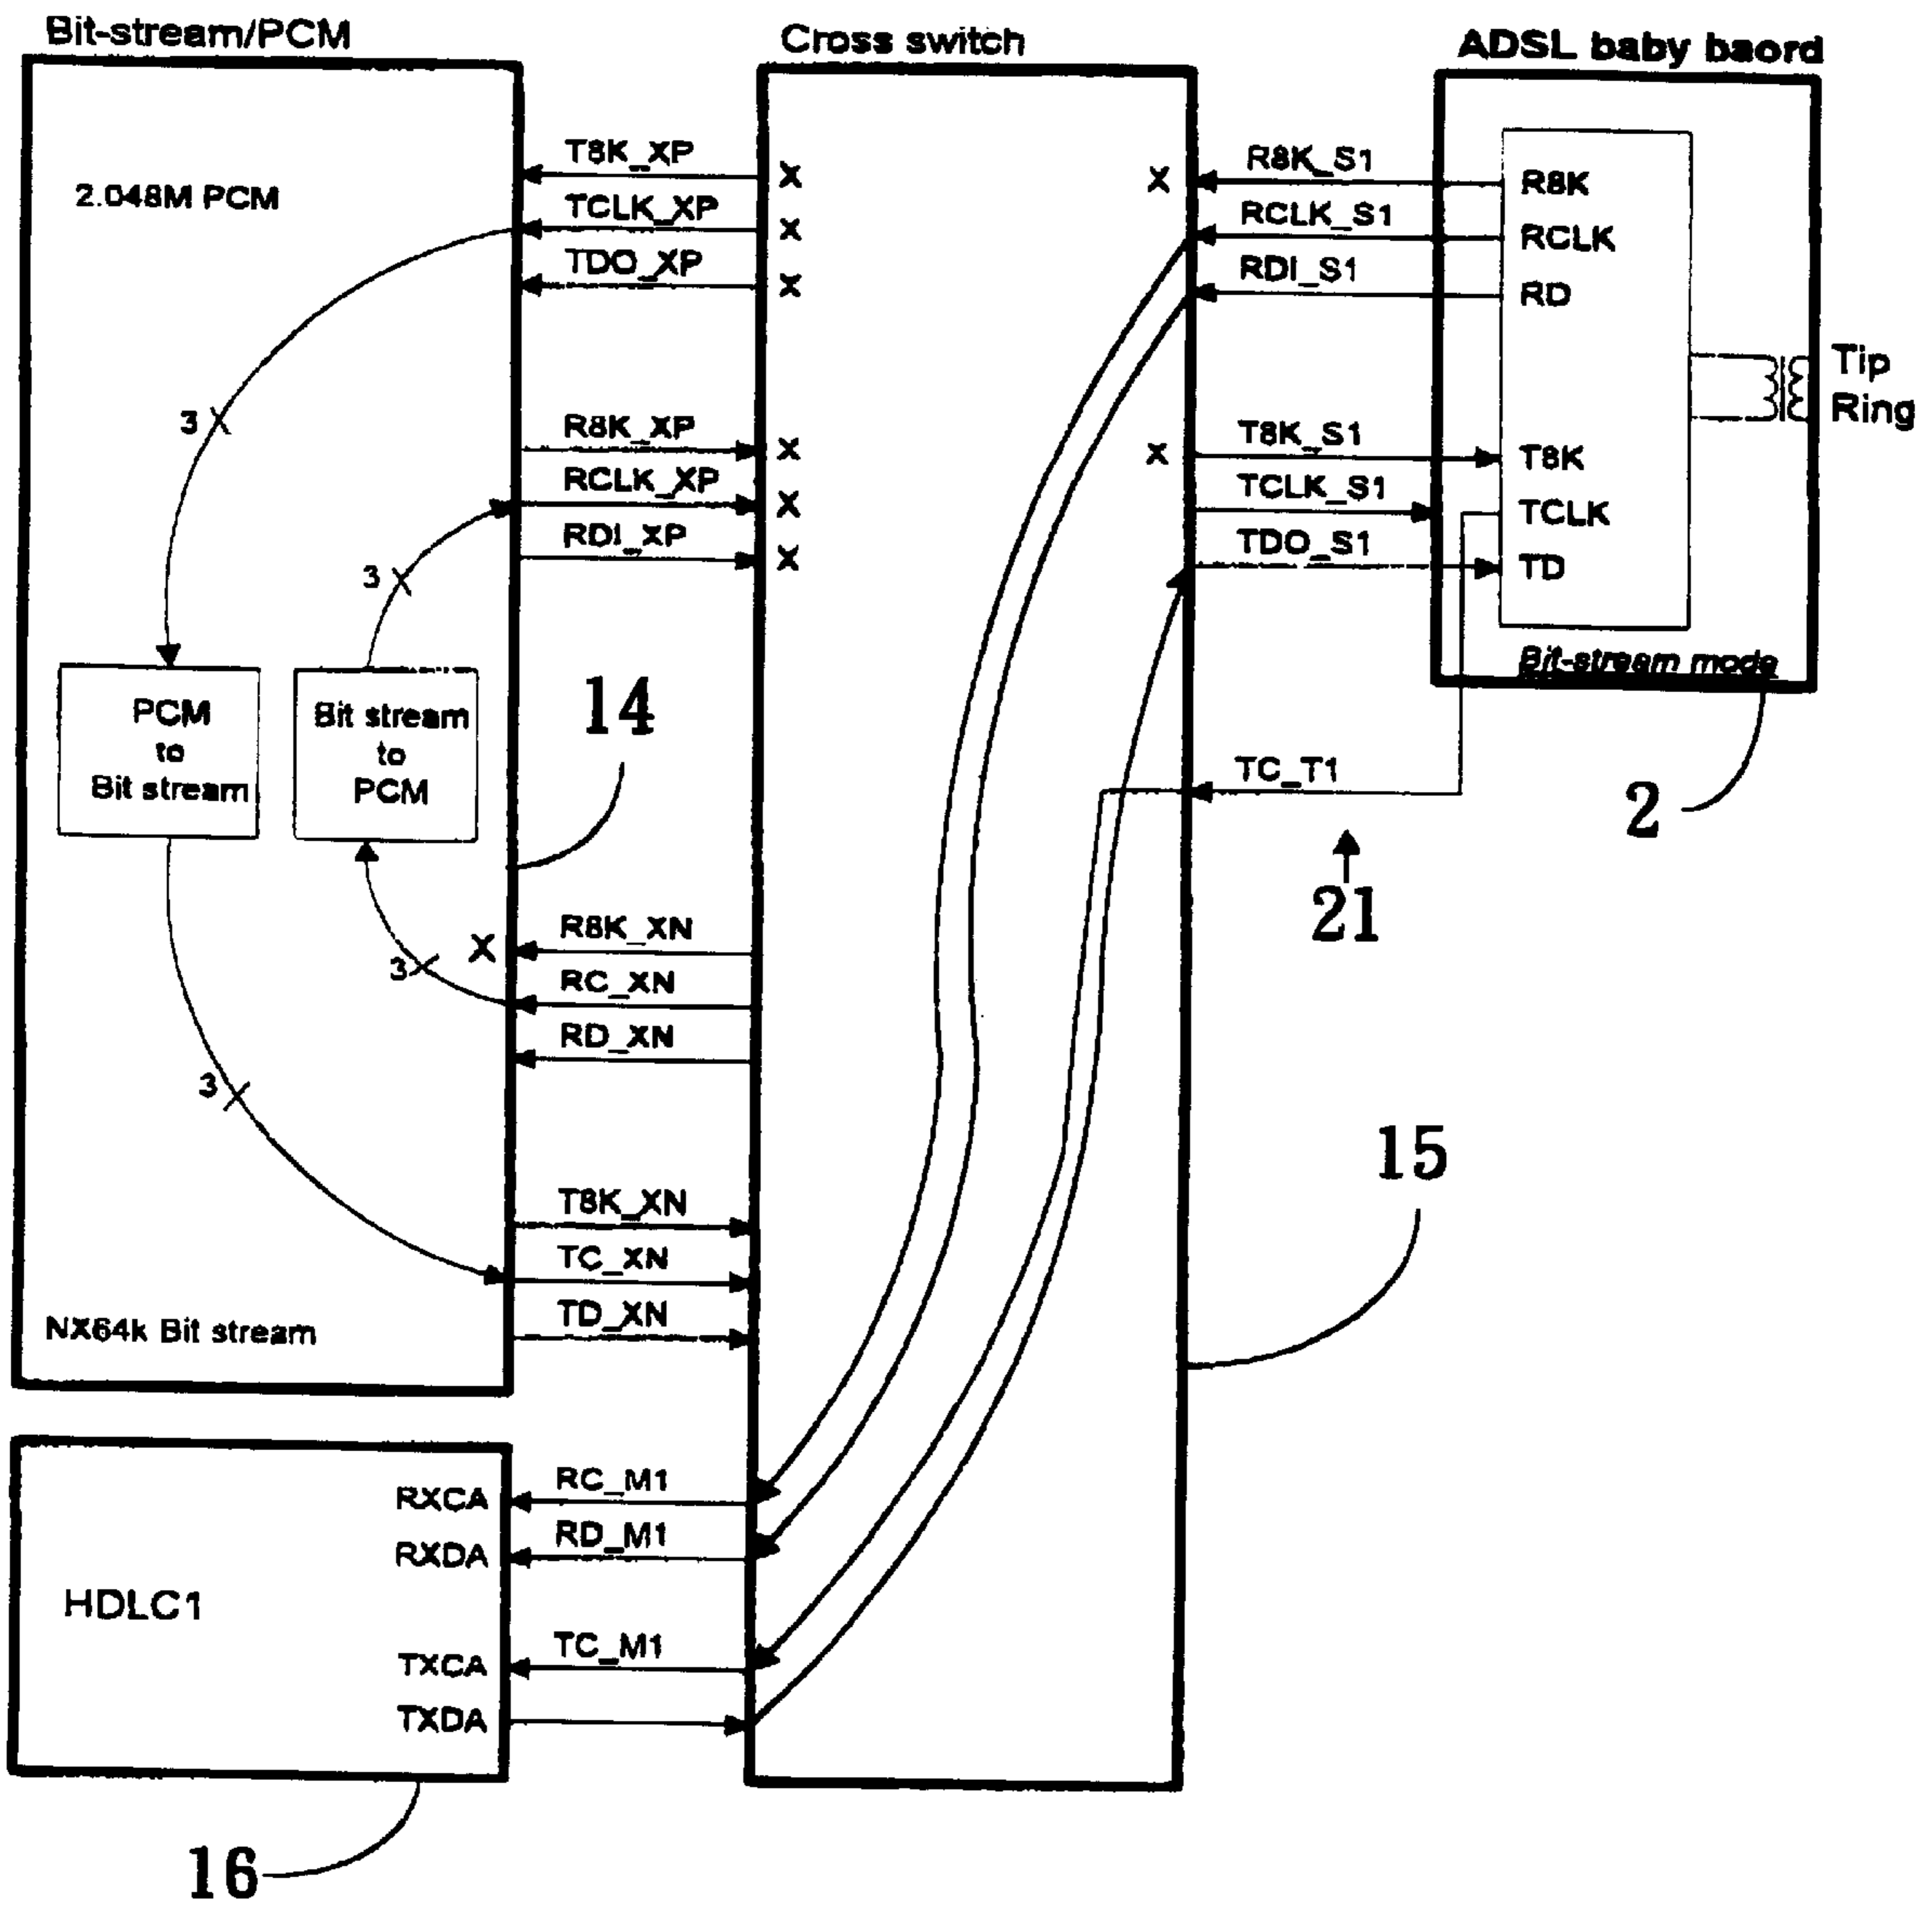 Bit-stream/PCM
Cross switch
ADSL baby baord
2.048M PCM
T8K_XP
X
TCLK_XP
X
TDO_XP
X
X
R8K_S1
R8K
RCLK_S1
RCLK
RDI_S1
RD
Tip
Ring
3
R8K_XP
X
RCLK_XP
X
RDI_XP
X
3
X
T8K_S1
T8K
TCLK_S1
TCLK
TDO_S1
TD
Bit-stream mode
PCM
to
Bit stream
Bit stream
to
PCM
14
TC_T1
2
21
X
R8K_XN
3
RC_XN
RD_XN
3
15
T8K_XN
TC_XN
TD_XN
NX64k Bit stream
RXCA
RC_M1
RXDA
RD_M1
HDLC1
TXCA
TC_M1
TXDA
16